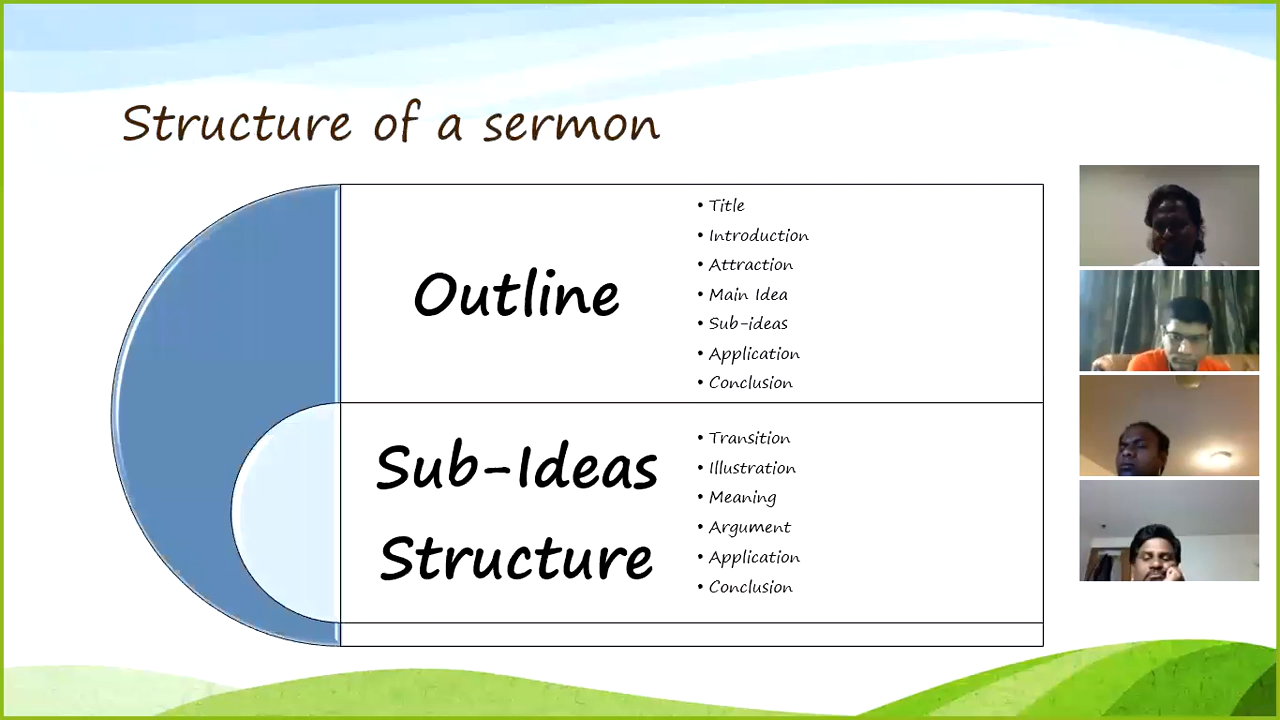 Structure of a sermon
Outline
• Title
• Introduction
• Attraction
• Main Idea
• Sub-ideas
• Application
• Conclusion
Sub-Ideas
Structure
• Transition
• Illustration
• Meaning
• Argument
• Application
• Conclusion